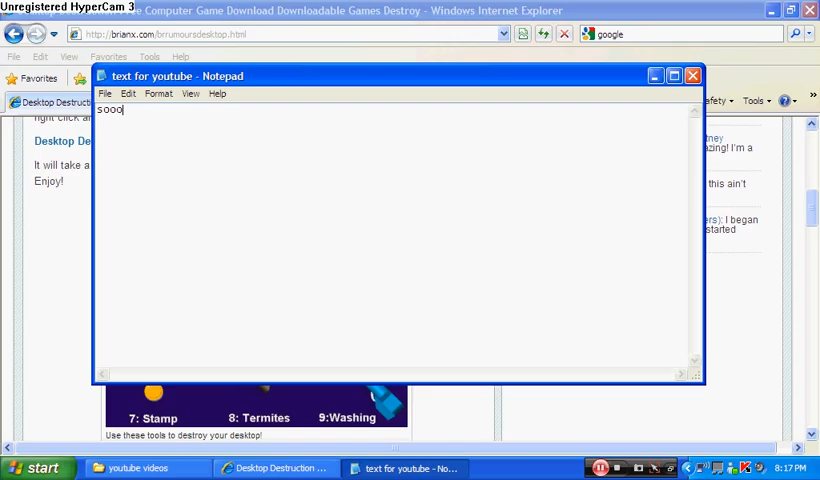 Unregistered HyperCam 3
Free Computer Game Download Downloadable Games Destroy - Windows Internet Explorer
http://brianx.com/brrumoursdesktop.html
google
File Edit View Favorites Tools Help
Favorites
text for youtube - Notepad
File Edit Format View Help
sooo
Desktop Destructi
afety Tools
right click a
Desktop De
It will take a
Enjoy!
tney
azing! I'm a
this ain't
ers): I began
started
7: Stamp 8: Termites 9:Washing
Use these tools to destroy your desktop!
start youtube videos Desktop Destruction ... text for youtube - No... 8:17 PM